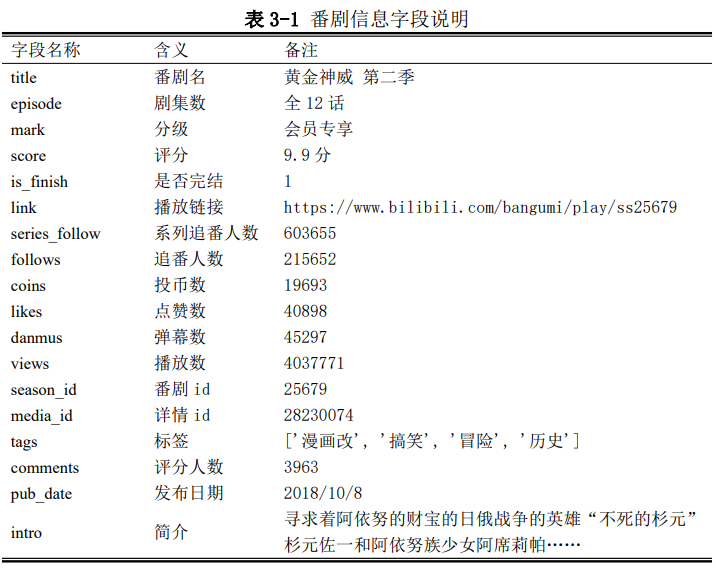 表 3-1 番剧信息字段说明
字段名称 含义 备注
title 番剧名 黄金神威 第二季
episode 剧集数 全 12 话
mark 分级 会员专享
score 评分 9.9 分
is_finish 是否完结 1
link 播放链接 https://www.bilibili.com/bangumi/play/ss25679
series_follow 系列追番人数 603655
follows 追番人数 215652
coins 投币数 19693
likes 点赞数 40898
danmus 弹幕数 45297
views 播放数 4037771
season_id 番剧 id 25679
media_id 详情 id 28230074
tags 标签 ['漫画改', '搞笑', '冒险', '历史']
comments 评分人数 3963
pub_date 发布日期 2018/10/8
intro 简介 寻求着阿依努的财宝的日俄战争的英雄“不死的杉元”
杉元佐一和阿依努族少女阿席莉帕……